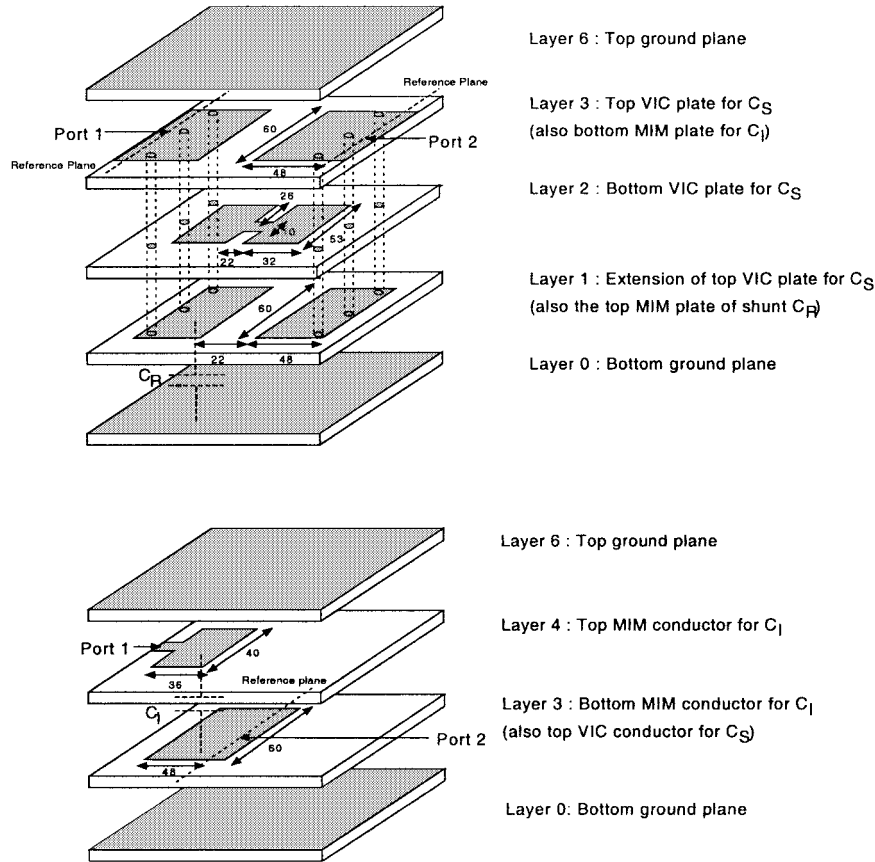 Layer 6 : Top ground plane
Reference Plane
Layer 3 : Top VIC plate for CS
(also bottom MIM plate for CI)
Port 1
60
Port 2
Reference Plane
48
Layer 2 : Bottom VIC plate for CS
26
53
22
32
Layer 1 : Extension of top VIC plate for CS
(also the top MIM plate of shunt CR)
60
22
48
CR
Layer 0 : Bottom ground plane
Layer 6 : Top ground plane
Layer 4 : Top MIM conductor for CI
Port 1
40
36
Reference plane
Layer 3 : Bottom MIM conductor for CI
(also top VIC conductor for CS)
CI
60
Port 2
48
Layer 0: Bottom ground plane